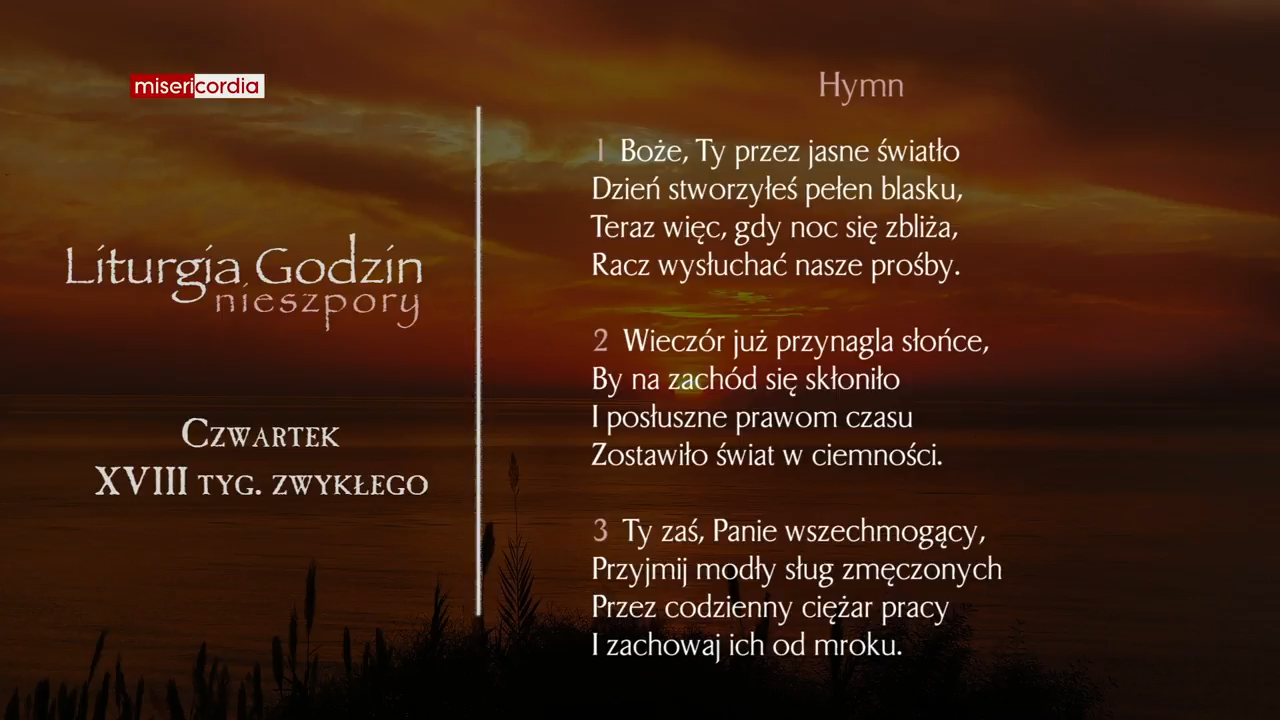 misericordia
Liturgia Godzin
nieszpory
Czwartek
XVIII tyg. zwykłego
Hymn
1 Boże, Ty przez jasne światło
Dzień stworzyłeś pełen blasku,
Teraz więc, gdy noc się zbliża,
Racz wysłuchać nasze prośby.
2 Wieczór już przynagla słońce,
By na zachód się skłoniło
I posłuszne prawom czasu
Zostawiło świat w ciemności.
3 Ty zaś, Panie wszechmogący,
Przyjmij modły sług zmęczonych
Przez codzienny ciężar pracy
I zachowaj ich od mroku.